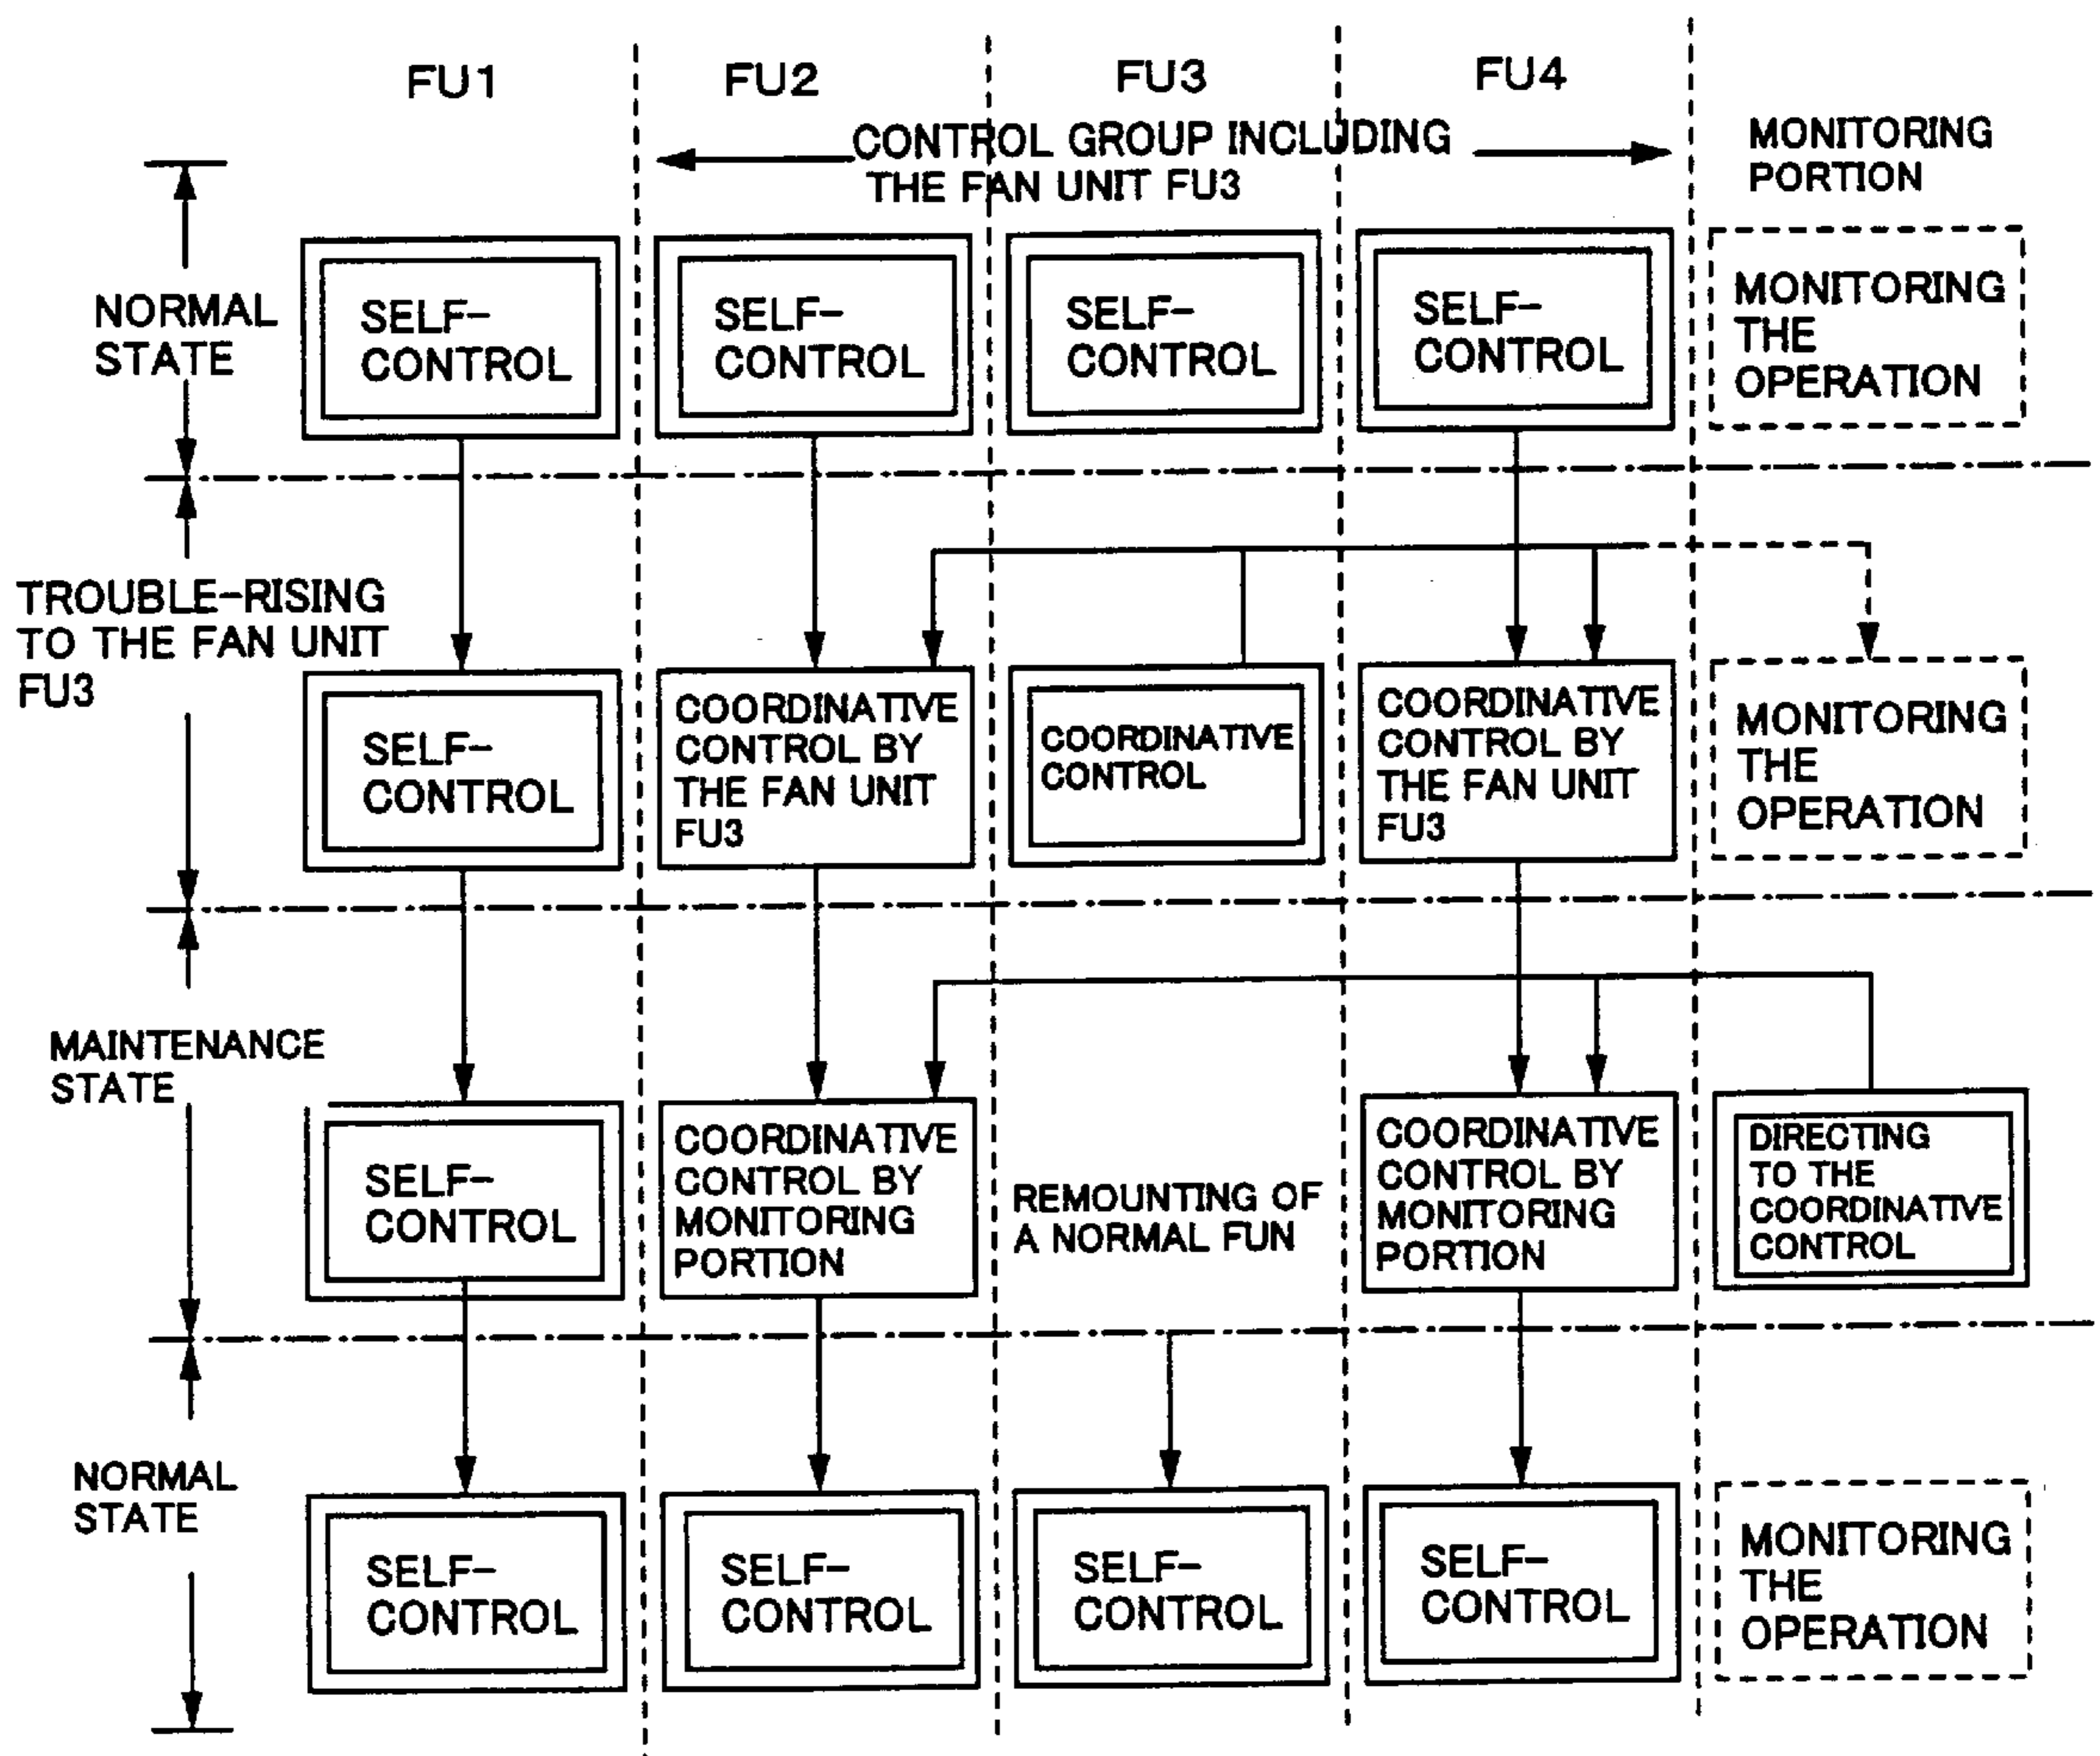 FU1
FU2
FU3
FU4
CONTROL GROUP INCLUDING
THE FAN UNIT FU3
MONITORING
PORTION
NORMAL
STATE
SELF-
CONTROL
SELF-
CONTROL
SELF-
CONTROL
SELF-
CONTROL
MONITORING
THE
OPERATION
TROUBLE-RISING
TO THE FAN UNIT
FU3
SELF-
CONTROL
COORDINATIVE
CONTROL BY
THE FAN UNIT
FU3
COORDINATIVE
CONTROL
COORDINATIVE
CONTROL BY
THE FAN UNIT
FU3
MONITORING
THE
OPERATION
MAINTENANCE
STATE
SELF-
CONTROL
COORDINATIVE
CONTROL BY
MONITORING
PORTION
REMOUNTING OF
A NORMAL FUN
COORDINATIVE
CONTROL BY
MONITORING
PORTION
DIRECTING
TO THE
COORDINATIVE
CONTROL
NORMAL
STATE
SELF-
CONTROL
SELF-
CONTROL
SELF-
CONTROL
SELF-
CONTROL
MONITORING
THE
OPERATION